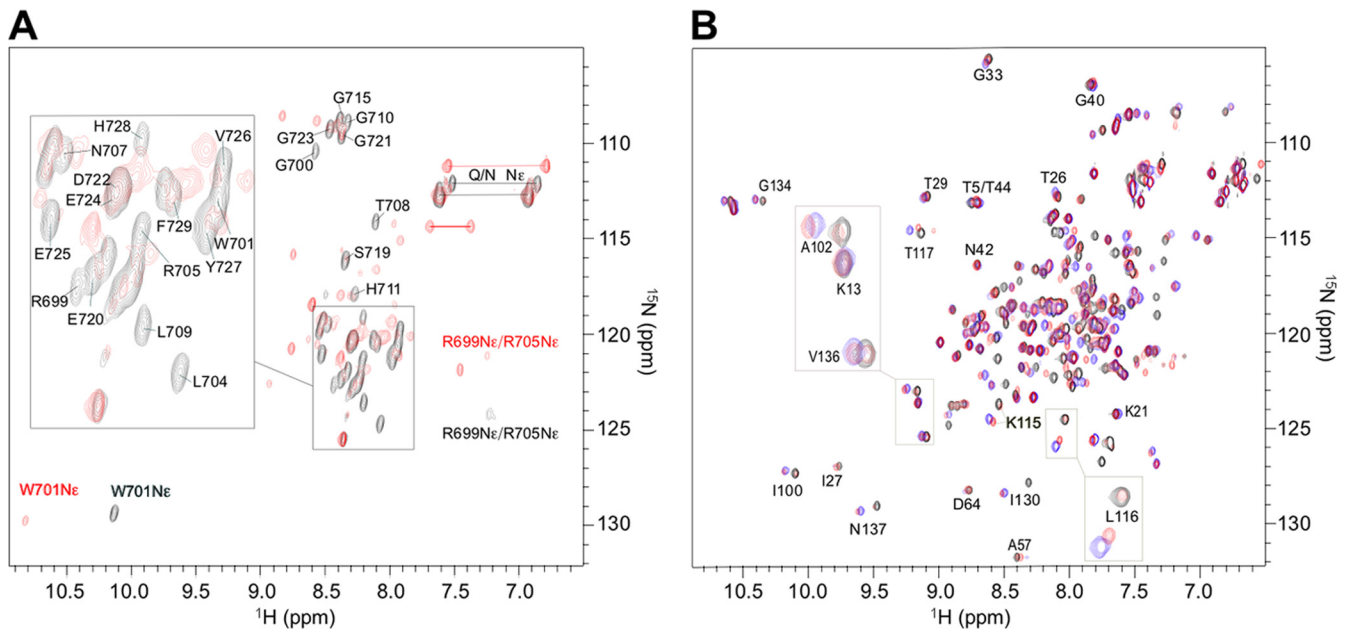 A
B
G715
G710
G723
G721
G700
H728
V726
N707
D722
E724
F729
W701
E725
R705
Y727
R699
E720
L709
L704
Q/N Nε
T708
S719
H711
R699Nε/R705Nε
R699Nε/R705Nε
W701Nε
W701Nε
110
115
120
125
130
15N (ppm)
10.5 10.0 9.5 9.0 8.5 8.0 7.5 7.0
1H (ppm)
G33
G40
G134
T29
T5/T44
T26
A102
T117
N42
K13
V136
K115
K21
I100
I27
D64
I130
L116
N137
A57
110
115
120
125
130
15N (ppm)
10.5 10.0 9.5 9.0 8.5 8.0 7.5 7.0
1H (ppm)